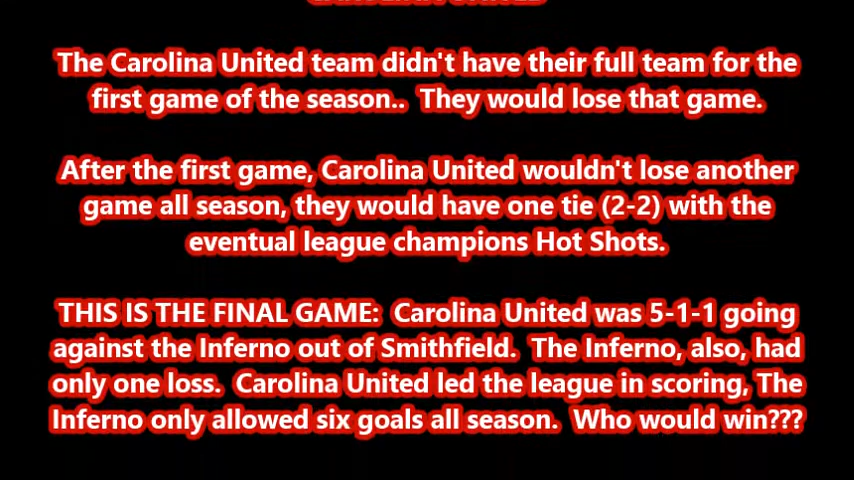 The Carolina United team didn't have their full team for the
first game of the season..  They would lose that game.
After the first game, Carolina United wouldn't lose another
game all season, they would have one tie (2-2) with the
eventual league champions Hot Shots.
THIS IS THE FINAL GAME:  Carolina United was 5-1-1 going
against the Inferno out of Smithfield.  The Inferno, also, had
only one loss.  Carolina United led the league in scoring, The
Inferno only allowed six goals all season.  Who would win???